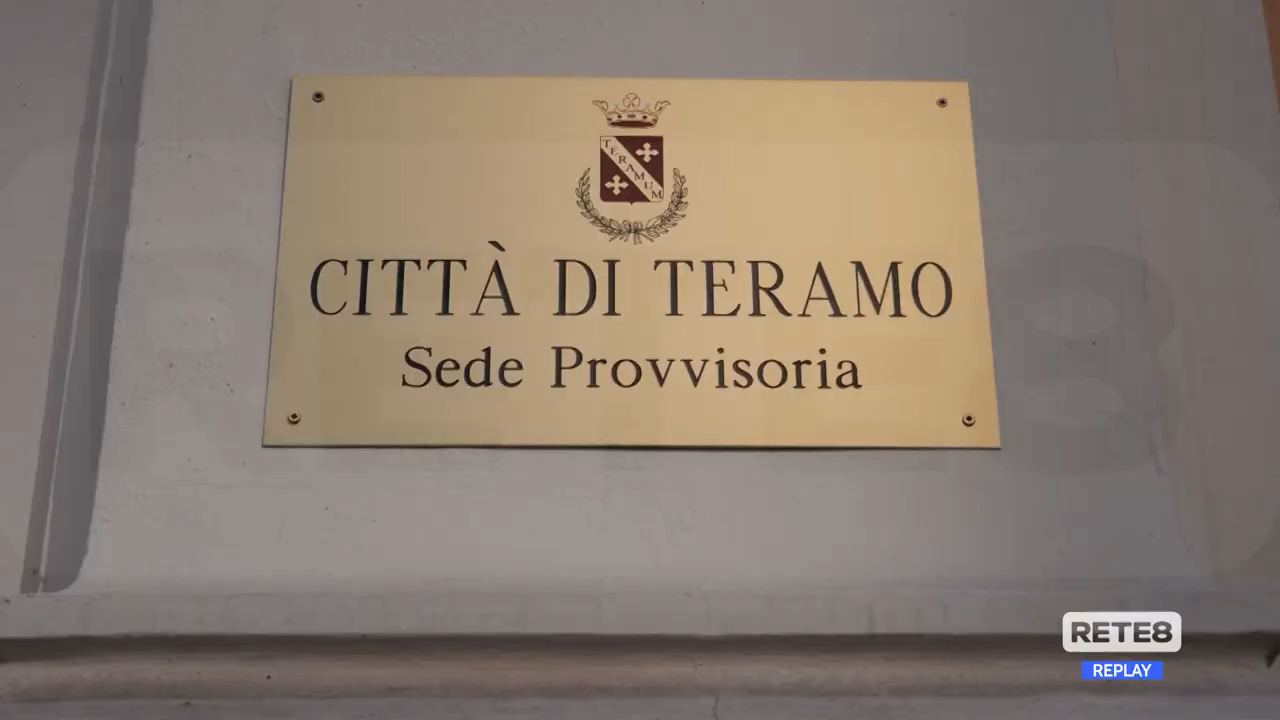 TERAMUM
CITTÀ DI TERAMO
Sede Provvisoria
RETE8
REPLAY